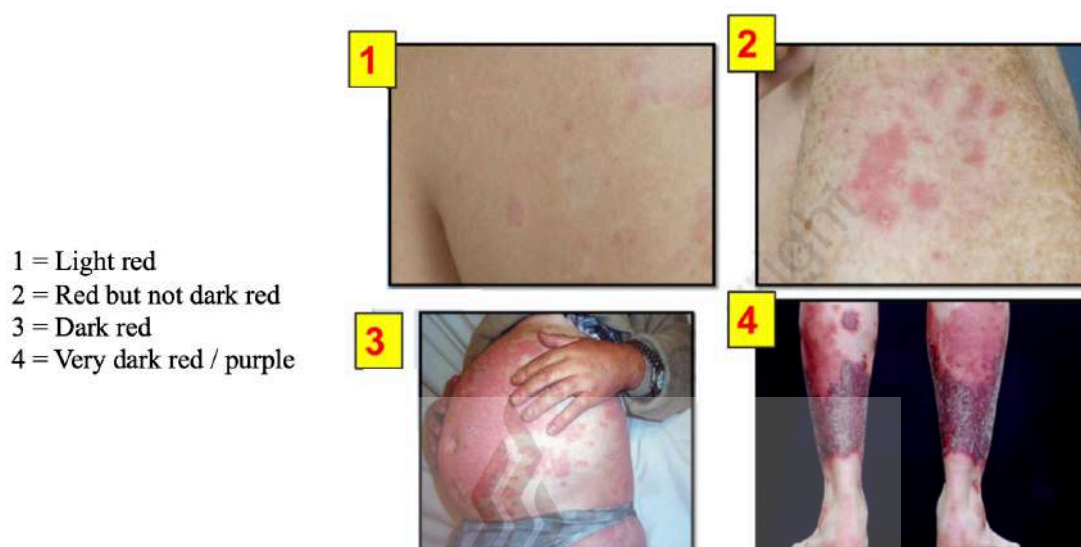 1 = Light red
2 = Red but not dark red
3 = Dark red
4 = Very dark red / purple
1
2
3
4